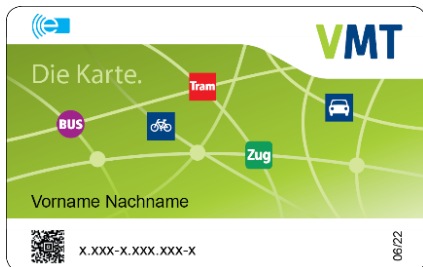 VMT
Die Karte.
Tram
BUS
Zug
Vorname Nachname
x.xxx-x.xxx.xxx-x
06/22